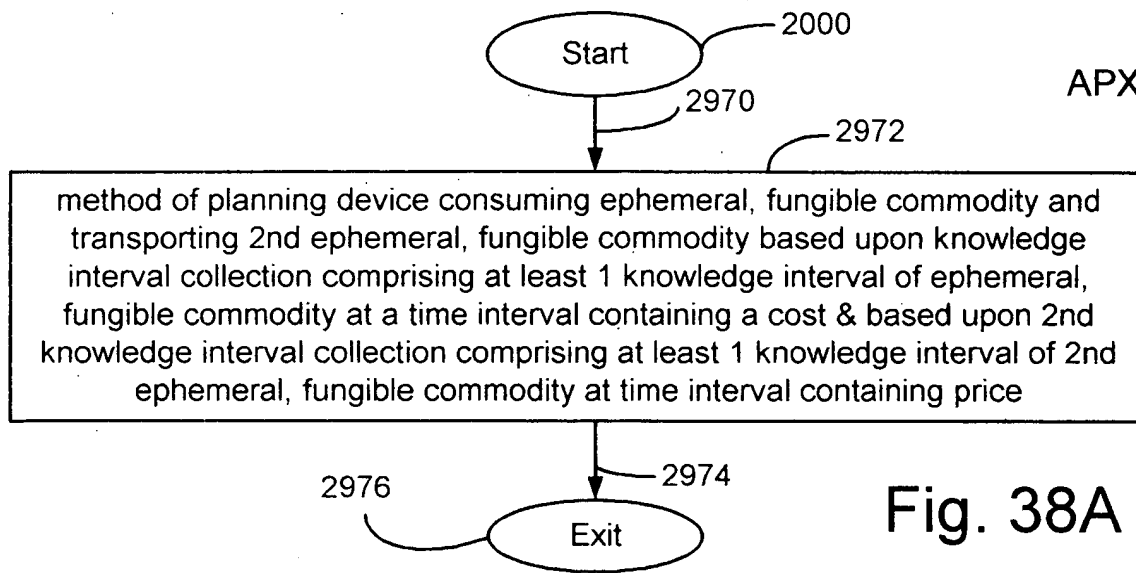 2000
Start
APX
2970
2972
method of planning device consuming ephemeral, fungible commodity and
transporting 2nd ephemeral, fungible commodity based upon knowledge
interval collection comprising at least 1 knowledge interval of ephemeral,
fungible commodity at a time interval containing a cost & based upon 2nd
knowledge interval collection comprising at least 1 knowledge interval of 2nd
ephemeral, fungible commodity at time interval containing price
2974
2976
Exit
Fig. 38A